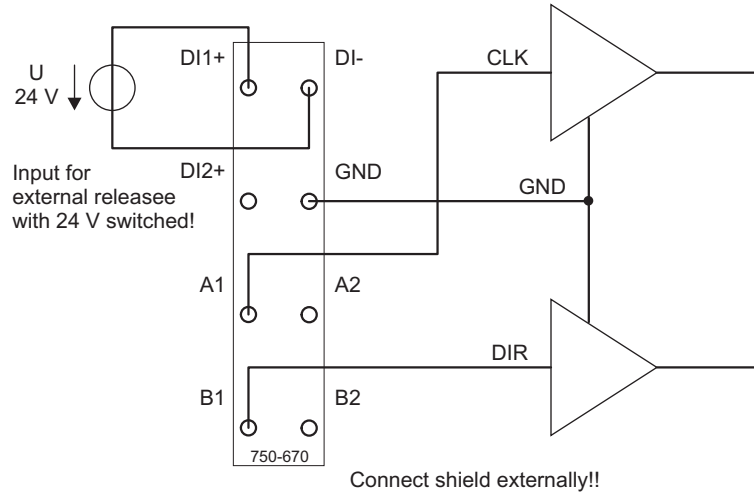 DI1+
DI-
CLK
U
24 V
DI2+
GND
GND
Input for
external releasee
with 24 V switched!
A1
A2
DIR
B1
B2
750-670
Connect shield externally!!